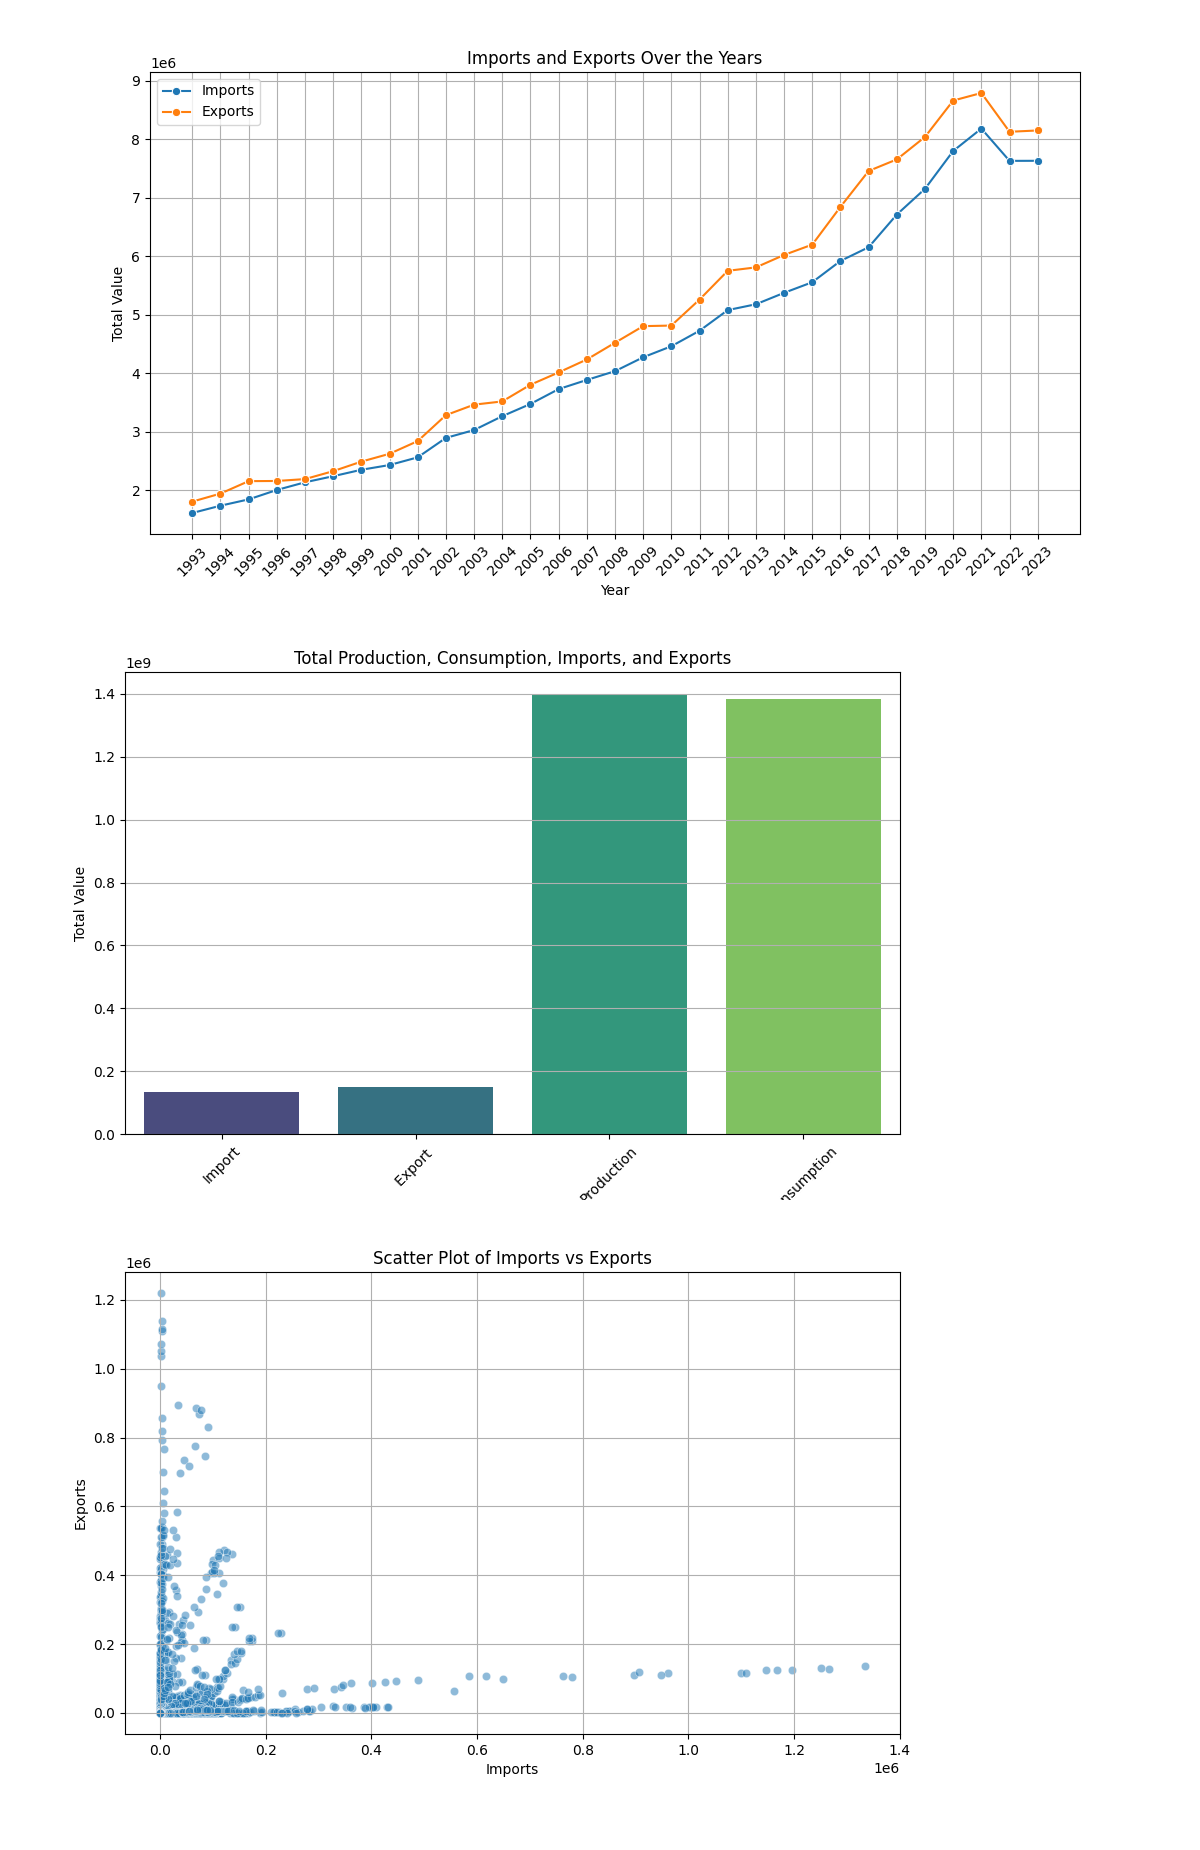 Imports and Exports Over the Years
1e6
9
8
7
6
5
4
3
2
Total Value
Imports
Exports
1993 1994 1995 1996 1997 1998 1999 2000 2001 2002 2003 2004 2005 2006 2007 2008 2009 2010 2011 2012 2013 2014 2015 2016 2017 2018 2019 2020 2021 2022 2023
Year
Total Production, Consumption, Imports, and Exports
1e9
1.4
1.2
1.0
0.8
0.6
0.4
0.2
0.0
Total Value
Import Export Production nsumption
Scatter Plot of Imports vs Exports
1e6
1.2
1.0
0.8
0.6
0.4
0.2
0.0
Exports
0.0 0.2 0.4 0.6 0.8 1.0 1.2 1.4
Imports
1e6